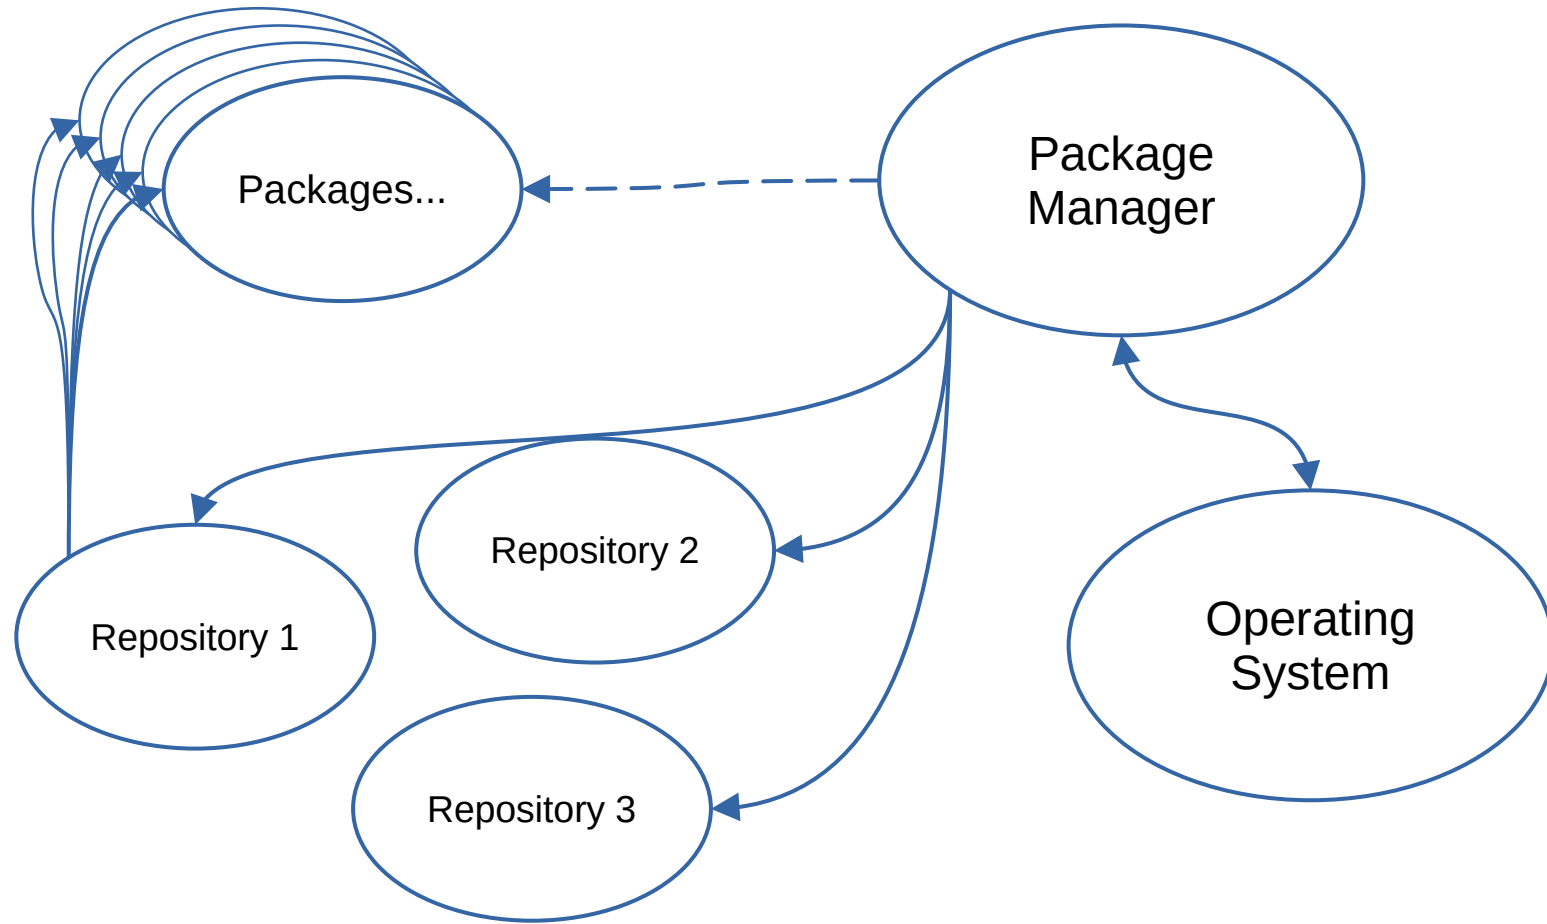 Packages...
Package
Manager
Repository 2
Repository 1
Operating
System
Repository 3